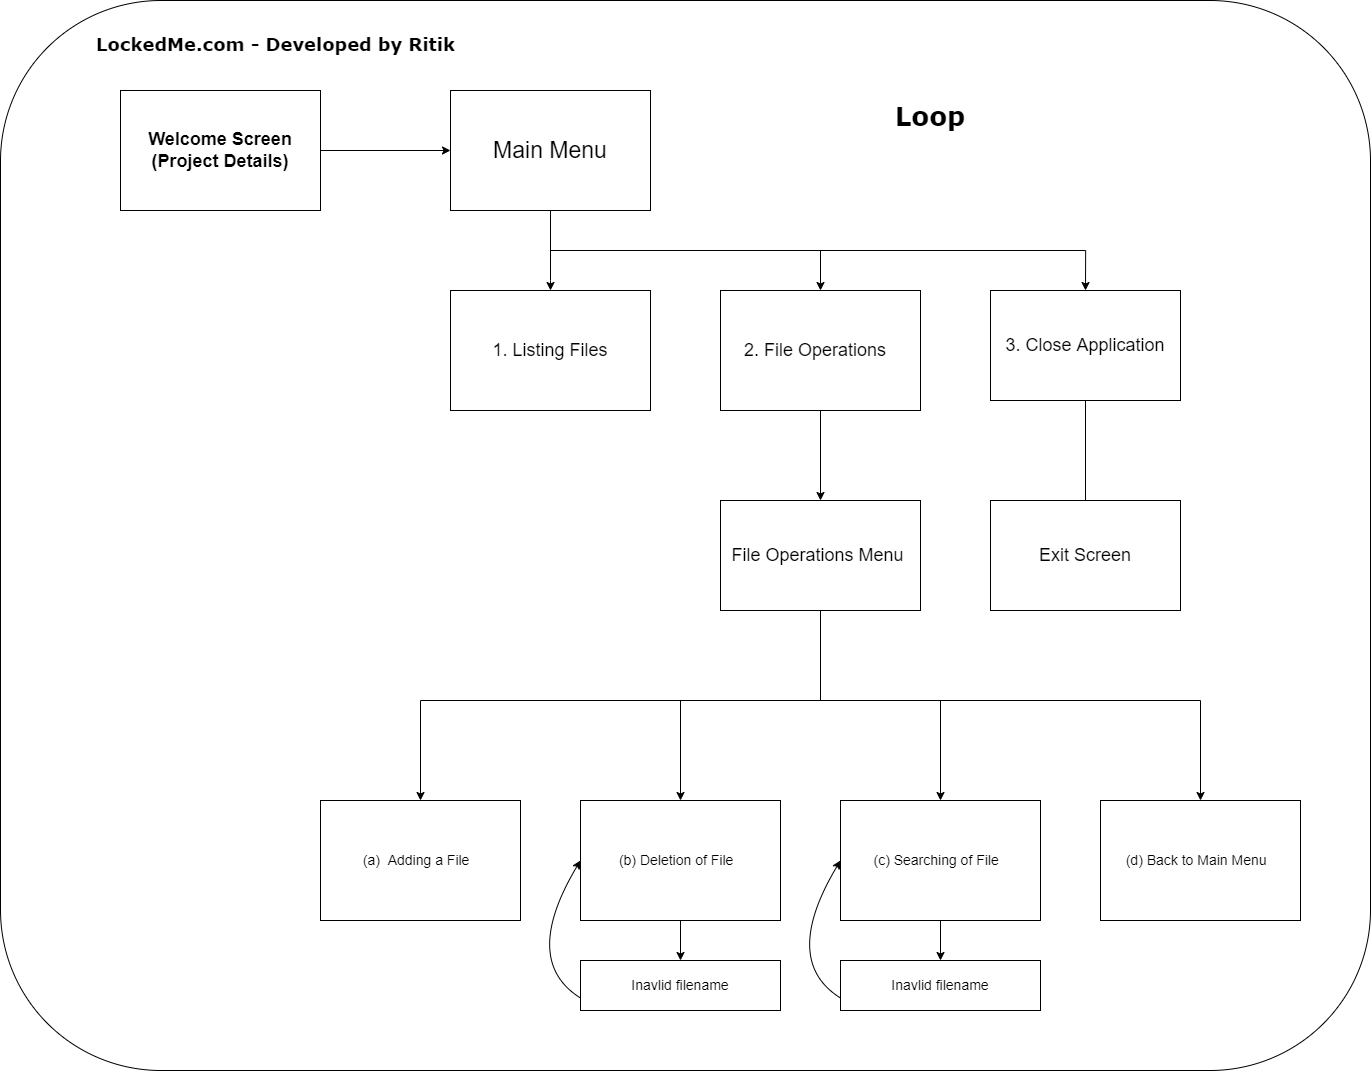 LockedMe.com - Developed by Ritik
Loop
Welcome Screen
(Project Details)
Main Menu
1. Listing Files
2. File Operations
3. Close Application
File Operations Menu
Exit Screen
(a) Adding a File
(b) Deletion of File
(c) Searching of File
(d) Back to Main Menu
Inavlid filename
Inavlid filename